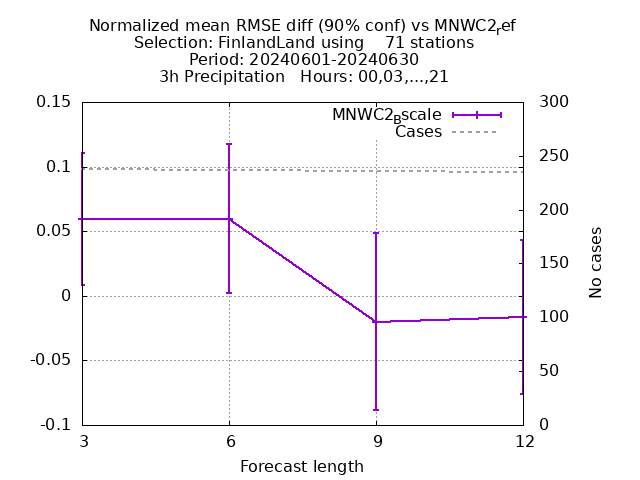 Normalized mean RMSE diff (90% conf) vs MNWC2ref
Selection: FinlandLand using    71 stations
Period: 20240601-20240630
3h Precipitation   Hours: 00,03,...,21
MNWC2Bscale
Cases
0.15
0.1
0.05
0
-0.05
-0.1
300
250
200
150
100
50
0
No cases
3
6
9
12
Forecast length